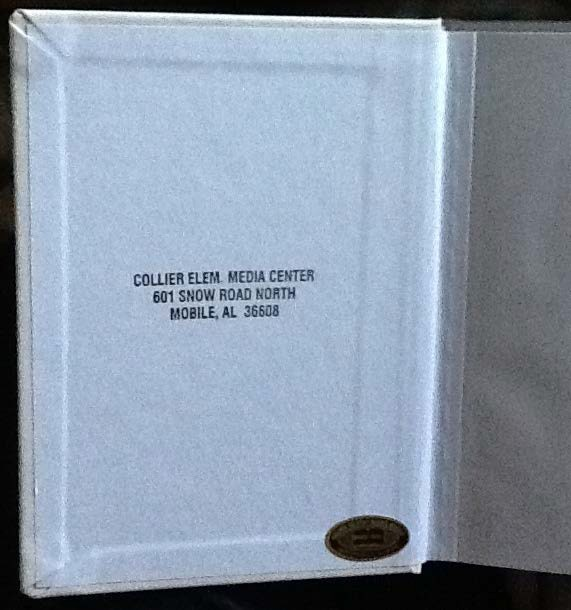 COLLIER ELEM. MEDIA CENTER
601 SNOW ROAD NORTH
MOBILE, AL 36608